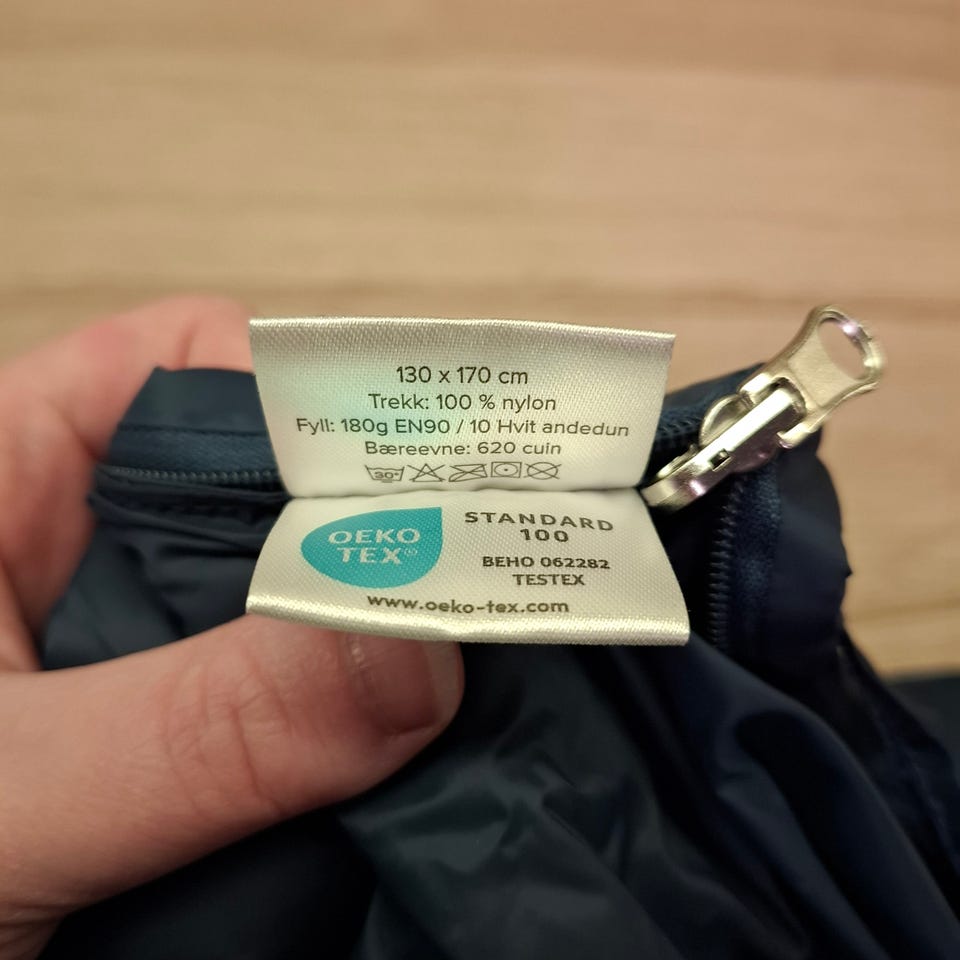 130 x 170 cm
Trekk: 100 % nylon
Fyll: 180g EN90 / 10 Hvit andedun
Bæreevne: 620 cuin
30°
OEKO
TEX®
STANDARD
100
BEHO 062282
TESTEX
www.oeko-tex.com